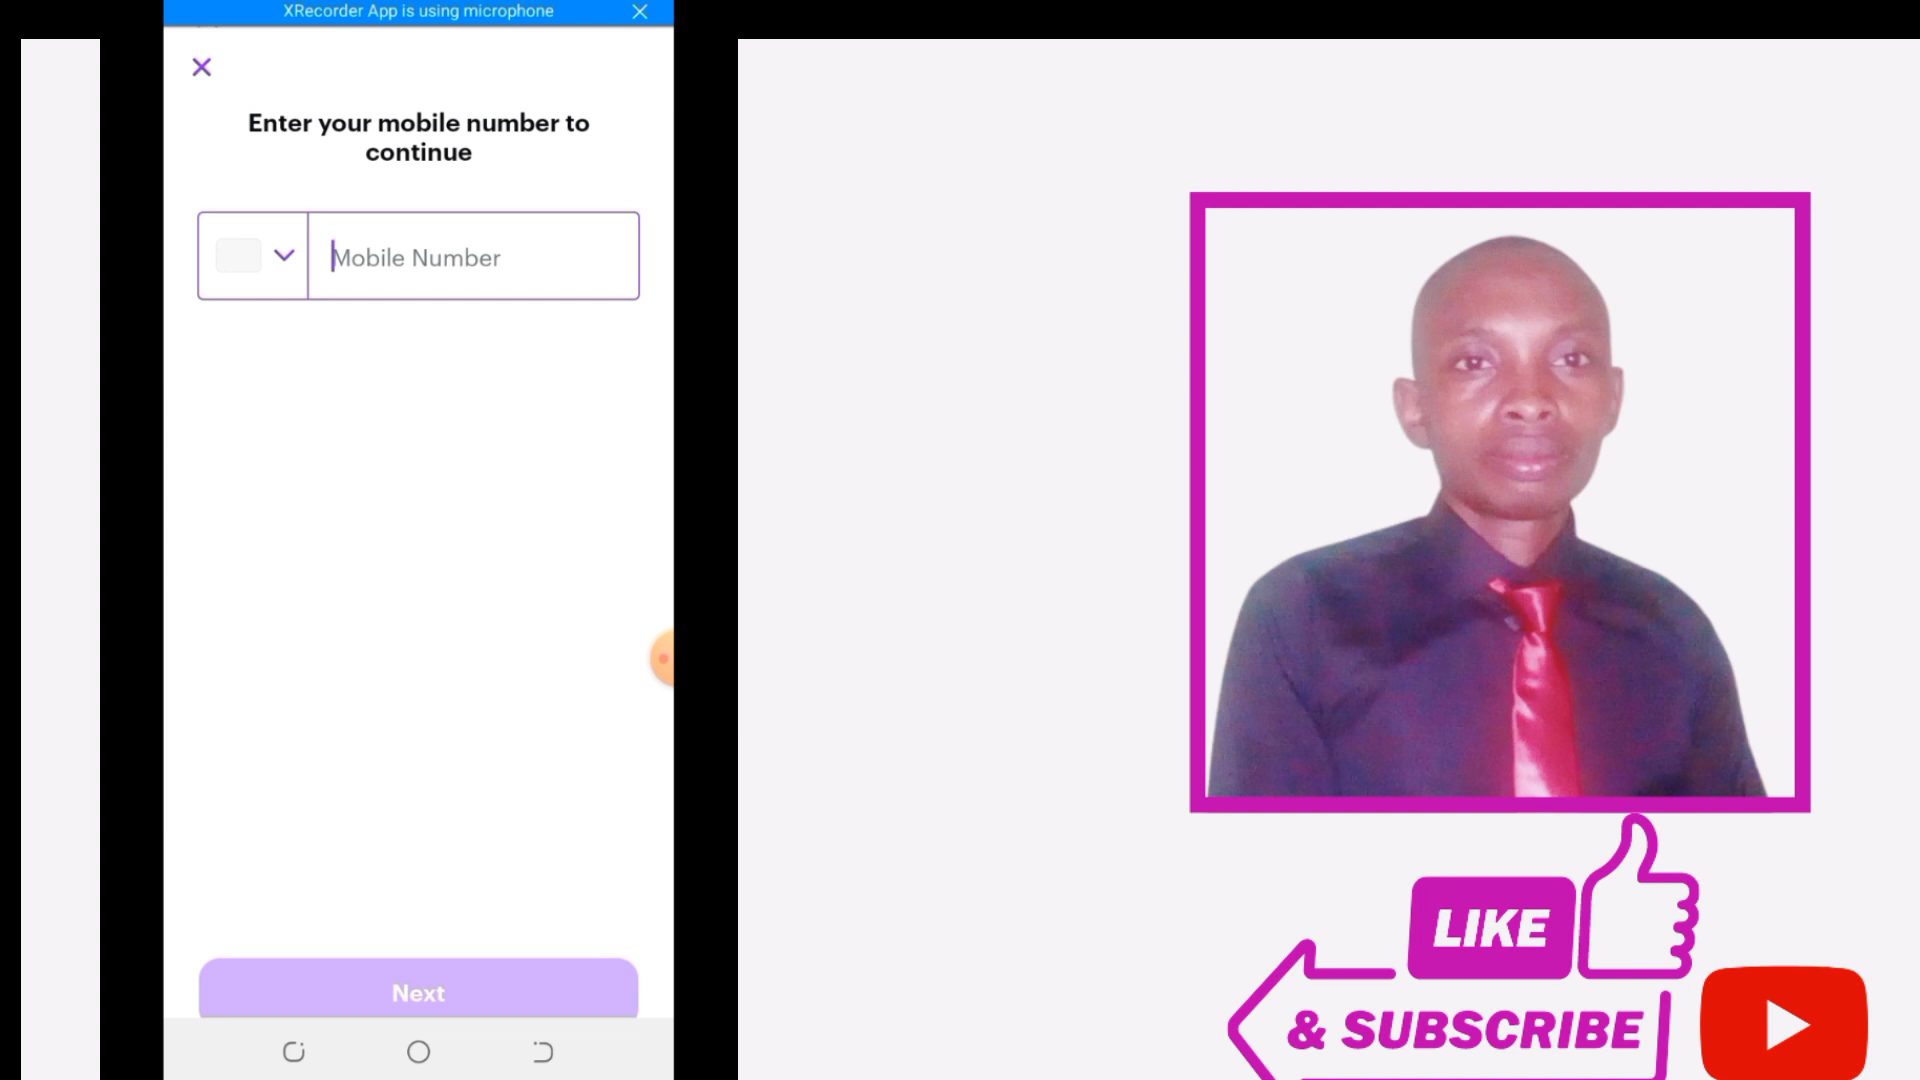 XRecorder App is using microphone
Enter your mobile number to
continue
Mobile Number
Next
LIKE
& SUBSCRIBE